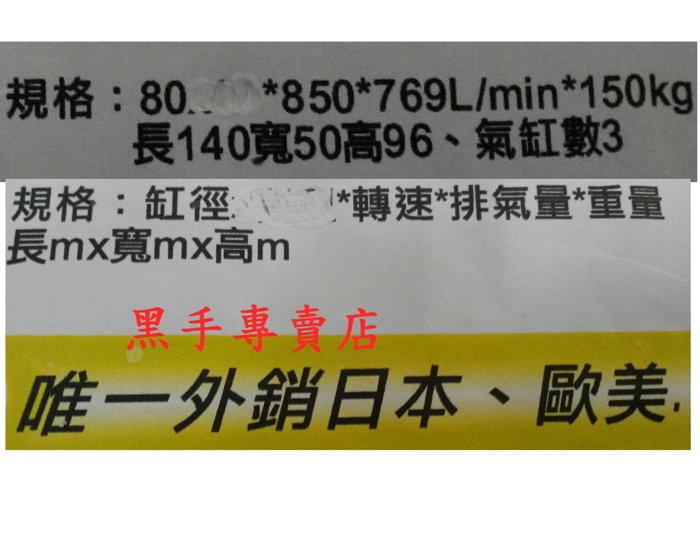 規格：80 *850*769L/min*150kg
長140寬50高96、氣缸數3
規格：缸徑 *轉速*排氣量*重量
長mx寬mx高m
黑手專賣店
唯一外銷日本、歐美.